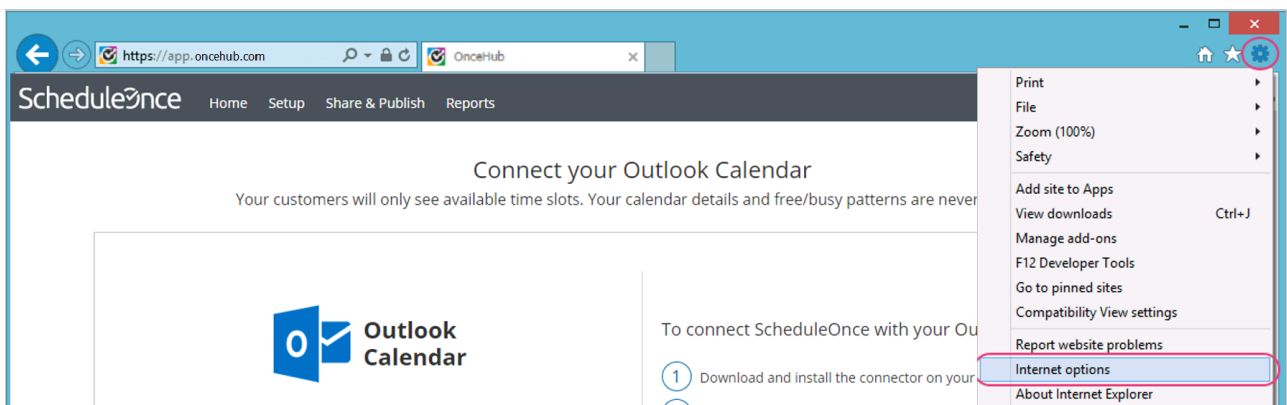 https://app.oncehub.com
OnceHub
ScheduleOnce Home Setup Share & Publish Reports
Connect your Outlook Calendar
Your customers will only see available time slots. Your calendar details and free/busy patterns are never
Outlook
Calendar
To connect ScheduleOnce with your Ou
1 Download and install the connector on your
Print
File
Zoom (100%)
Safety
Add site to Apps
View downloads Ctrl+J
Manage add-ons
F12 Developer Tools
Go to pinned sites
Compatibility View settings
Report website problems
Internet options
About Internet Explorer